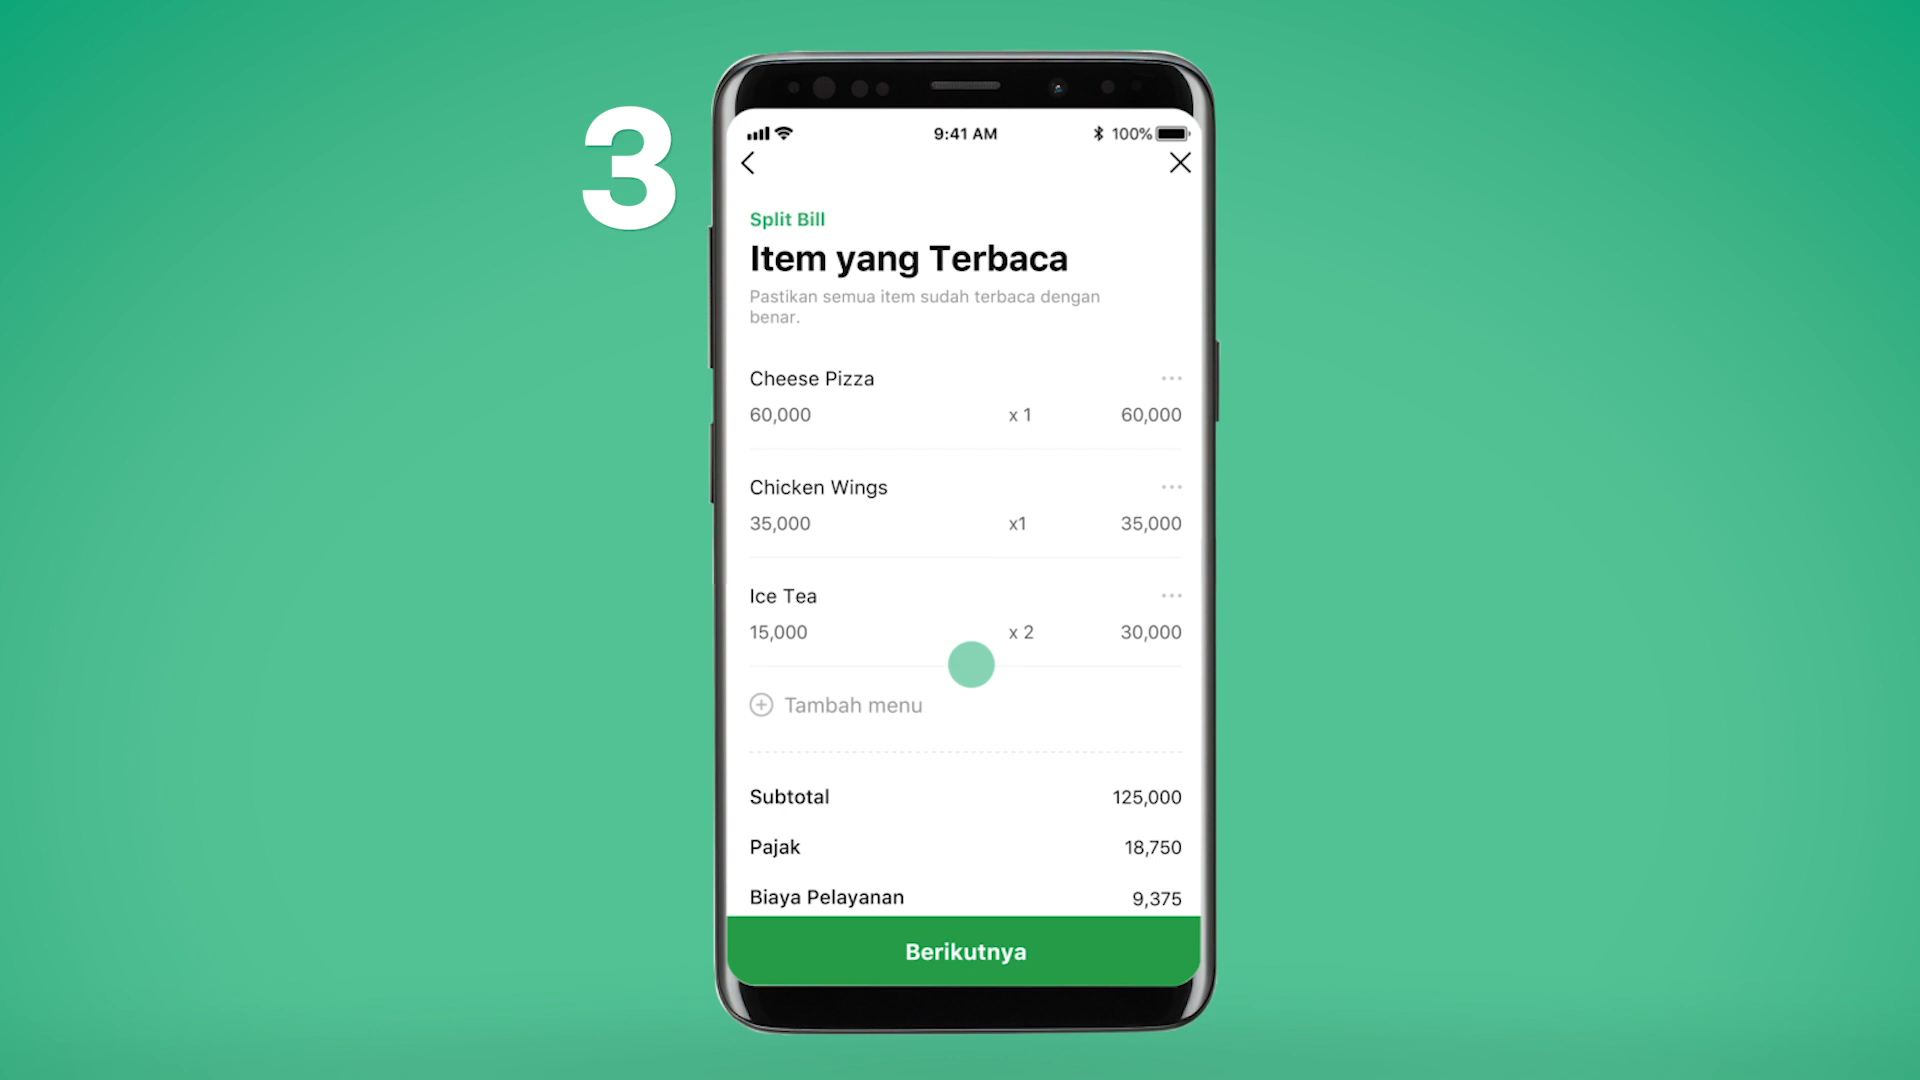 3
9:41 AM
100%
Split Bill
Item yang Terbaca
Pastikan semua item sudah terbaca dengan
benar.
Cheese Pizza
60,000 x 1 60,000
Chicken Wings
35,000 x1 35,000
Ice Tea
15,000 x 2 30,000
Tambah menu
Subtotal 125,000
Pajak 18,750
Biaya Pelayanan 9,375
Berikutnya